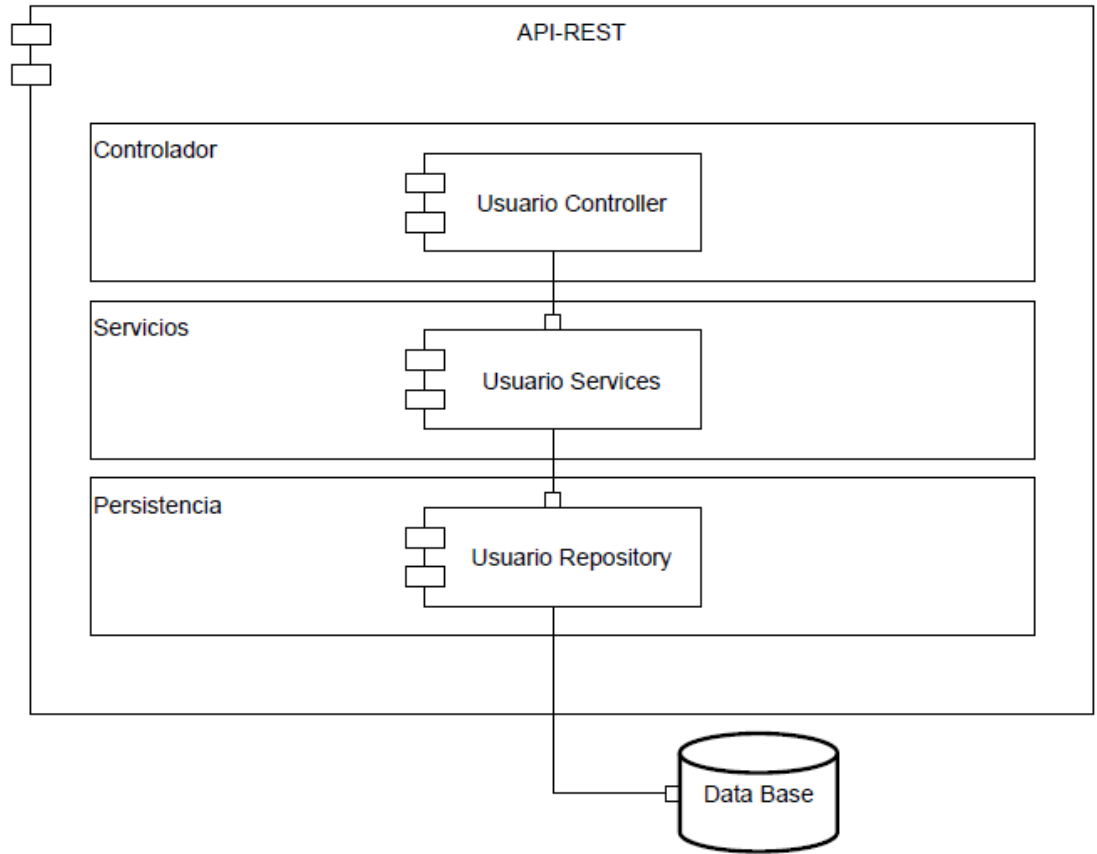 API-REST
Controlador
Usuario Controller
Servicios
Usuario Services
Persistencia
Usuario Repository
Data Base